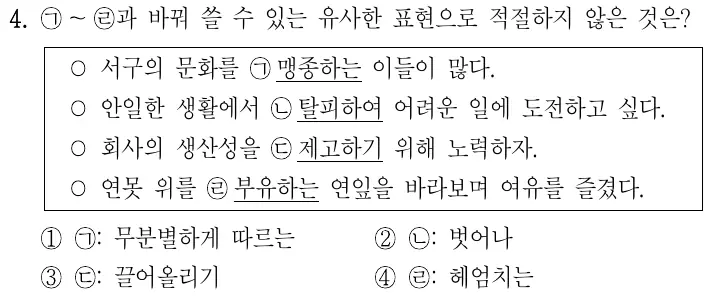 4. ㉠ ~ ㉣과 바꿔 쓸 수 있는 유사한 표현으로 적절하지 않은 것은?
○ 서구의 문화를 ㉠ 맹종하는 이들이 많다.
○ 안일한 생활에서 ㉡ 탈피하여 어려운 일에 도전하고 싶다.
○ 회사의 생산성을 ㉢ 제고하기 위해 노력하자.
○ 연못 위를 ㉣ 부유하는 연잎을 바라보며 여유를 즐겼다.
① ㉠: 무분별하게 따르는 ② ㉡: 벗어나
③ ㉢: 끌어올리기 ④ ㉣: 헤엄치는